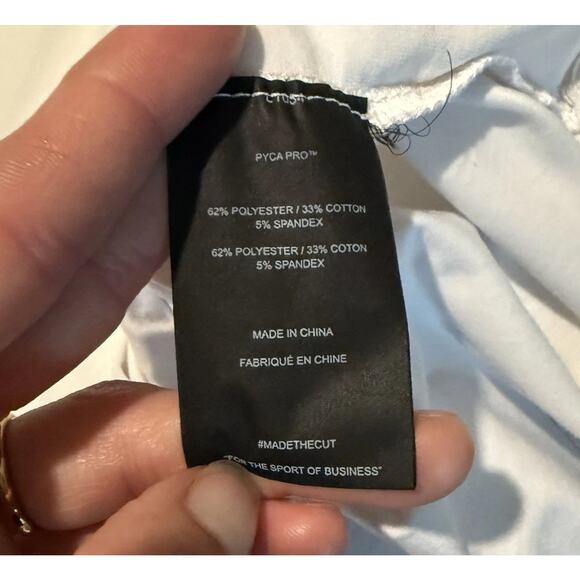 PYCA PRO™
62% POLYESTER / 33% COTTON
5% SPANDEX
62% POLYESTER / 33% COTON
5% SPANDEX
MADE IN CHINA
FABRIQUÉ EN CHINE
#MADETHECUT
"FOR THE SPORT OF BUSINESS"